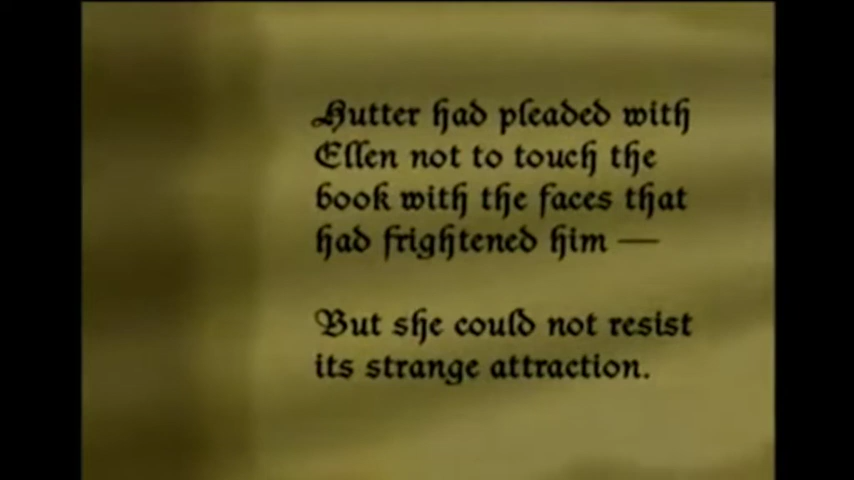 Hutter had pleaded with
Ellen not to touch the
book with the faces that
had frightened him —
But she could not resist
its strange attraction.